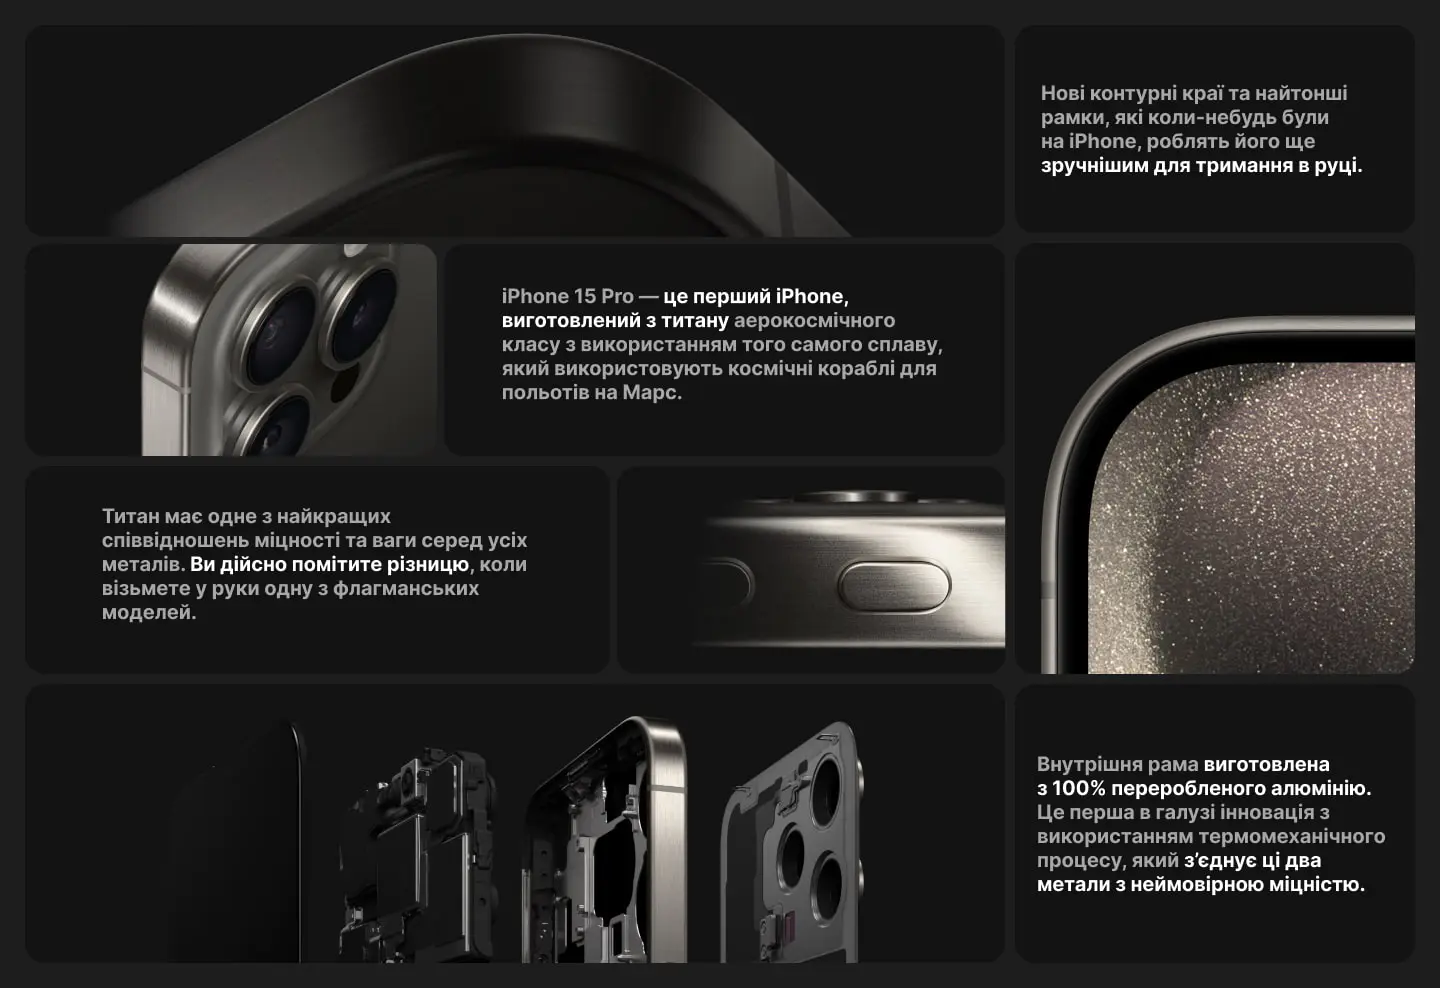 Нові контурні краї та найтонші
рамки, які коли-небудь були
на iPhone, роблять його ще
зручнішим для тримання в руці.
iPhone 15 Pro — це перший iPhone,
виготовлений з титану аерокосмічного
класу з використанням того самого сплаву,
який використовують космічні кораблі для
польотів на Марс.
Титан має одне з найкращих
співвідношень міцності та ваги серед усіх
металів. Ви дійсно помітите різницю, коли
візьмете у руки одну з флагманських
моделей.
Внутрішня рама виготовлена
з 100% переробленого алюмінію.
Це перша в галузі інновація з
використанням термомеханічного
процесу, який з’єднує ці два
метали з неймовірною міцністю.